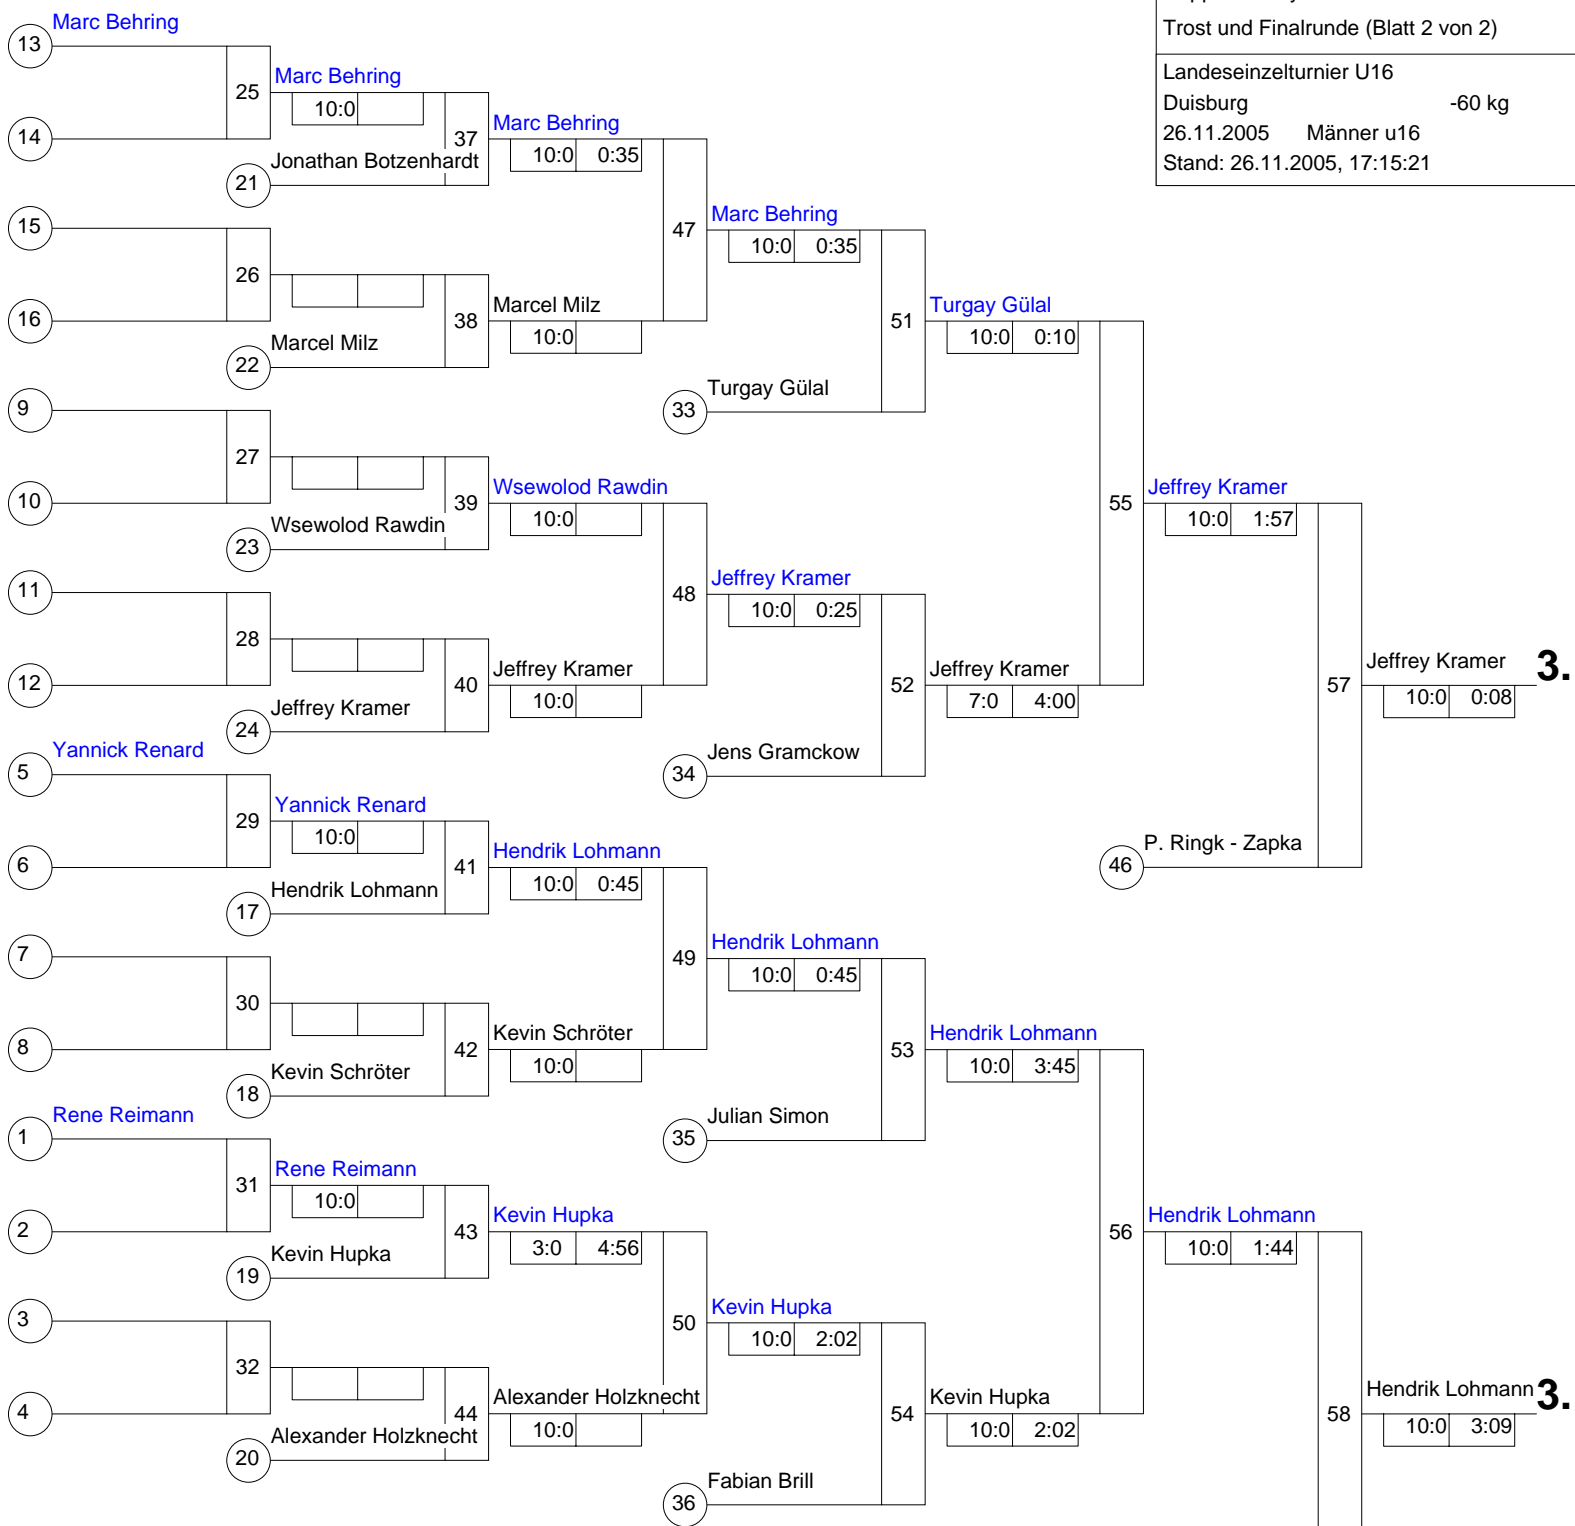 Trost und Finalrunde (Blatt 2 von 2)
Landeseinzelturnier U16
Duisburg -60 kg
26.11.2005 Männer u16
Stand: 26.11.2005, 17:15:21
13 Marc Behring
25 Marc Behring
10:0
14
37 Marc Behring
10:0 0:35
21 Jonathan Botzenhardt
15
47 Marc Behring
10:0 0:35
26
16
38 Marcel Milz
10:0
22 Marcel Milz
51 Turgay Gülal
10:0 0:10
9
33 Turgay Gülal
27
10
39 Wsewolod Rawdin
10:0
23 Wsewolod Rawdin
55 Jeffrey Kramer
10:0 1:57
11
48 Jeffrey Kramer
10:0 0:25
28
12
40 Jeffrey Kramer
10:0
24 Jeffrey Kramer
52 Jeffrey Kramer
7:0 4:00
57 Jeffrey Kramer 3.
10:0 0:08
5 Yannick Renard
34 Jens Gramckow
29 Yannick Renard
10:0
6
41 Hendrik Lohmann
10:0 0:45
46 P. Ringk - Zapka
17 Hendrik Lohmann
7
49 Hendrik Lohmann
10:0 0:45
30
8
42 Kevin Schröter
10:0
18 Kevin Schröter
53 Hendrik Lohmann
10:0 3:45
1 Rene Reimann
35 Julian Simon
31 Rene Reimann
10:0
2
43 Kevin Hupka
3:0 4:56
19 Kevin Hupka
56 Hendrik Lohmann
10:0 1:44
3
50 Kevin Hupka
10:0 2:02
32
4
44 Alexander Holzknecht
10:0
20 Alexander Holzknecht
54 Kevin Hupka
10:0 2:02
58 Hendrik Lohmann 3.
10:0 3:09
36 Fabian Brill